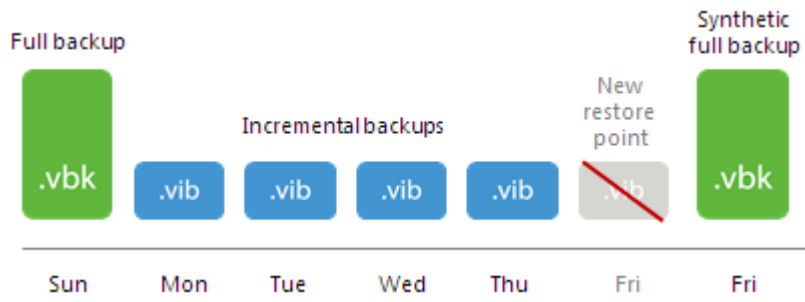 Full backup
Synthetic
full backup
New
restore
point
Incremental backups
.vbk
.vib
.vib
.vib
.vib
.vib
.vbk
Sun
Mon
Tue
Wed
Thu
Fri
Fri